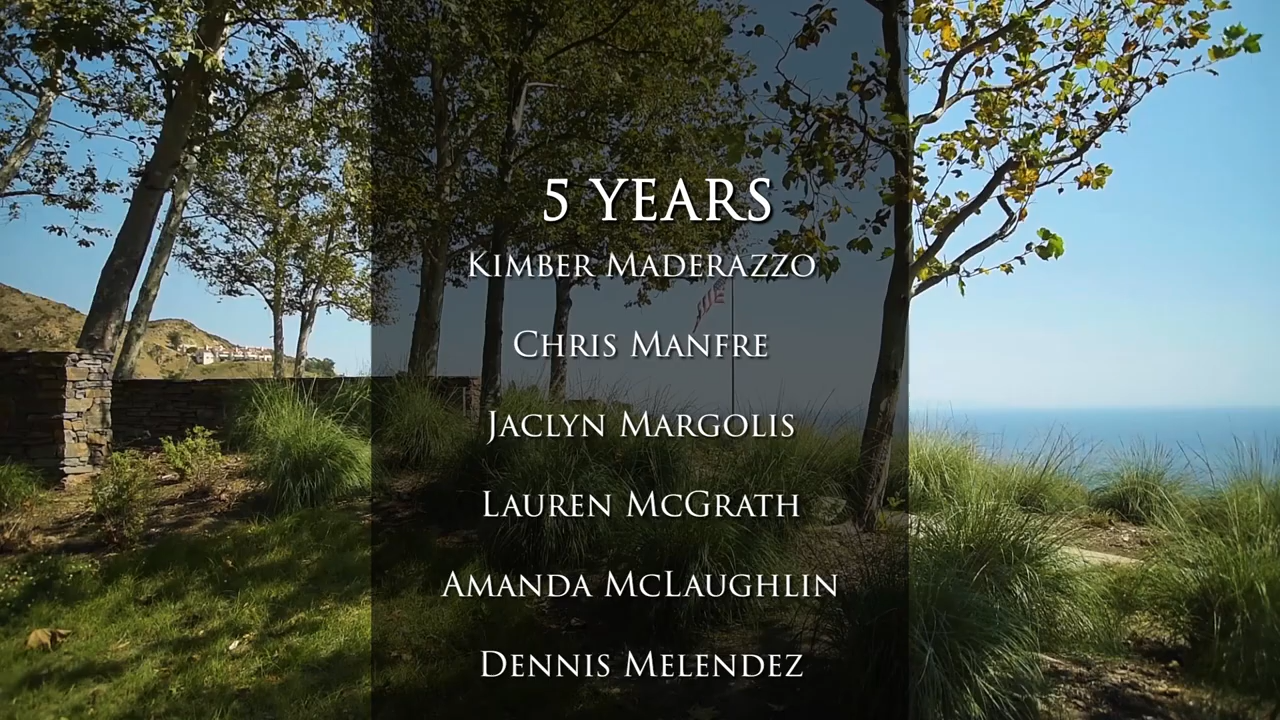 5 YEARS
KIMBER MADERAZZO
CHRIS MANFRE
JACLYN MARGOLIS
LAUREN MCGRATH
AMANDA MCLAUGHLIN
DENNIS MELENDEZ